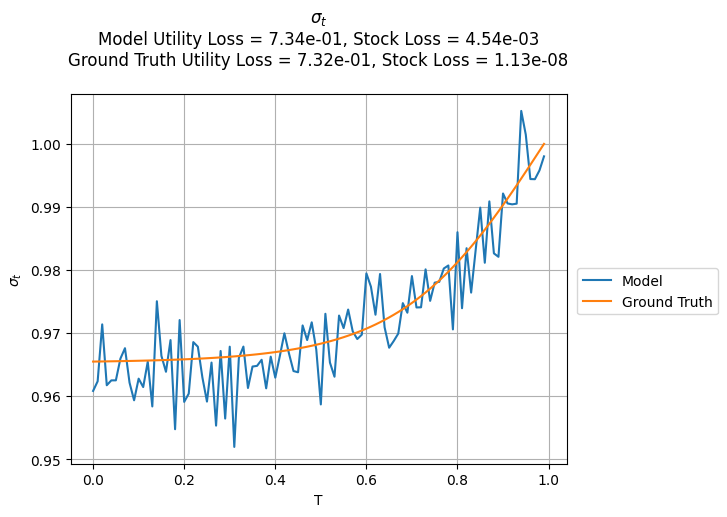 σₜ
Model Utility Loss = 7.34e-01, Stock Loss = 4.54e-03
Ground Truth Utility Loss = 7.32e-01, Stock Loss = 1.13e-08
1.00
0.99
0.98
0.97
0.96
0.95
σₜ
0.0 0.2 0.4 0.6 0.8 1.0
T
Model
Ground Truth